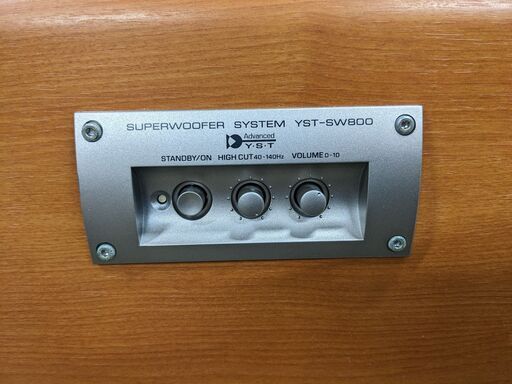 SUPERWOOFER SYSTEM YST-SW800
Advanced
Y·S·T
STANDBY/ON HIGH CUT 40-140Hz VOLUME 0-10